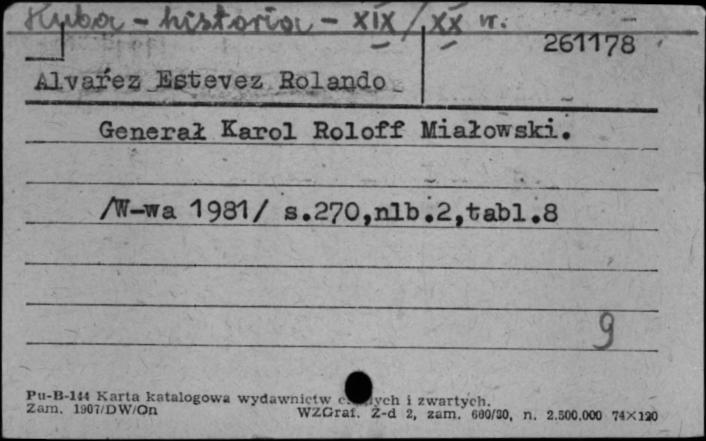 Kuba - historia - XIX/XX w.
261178
Alvarez Estevez Rolando
Generał Karol Roloff Miałowski.
/W-wa 1981/ s.270,nlb.2,tabl.8
9
Pu-B-144 Karta katalogowa wydawnictw ych i zwartych.
Zam. 1907/DW/On WZGraf. Z-d 2, zam. 600/80, n. 2.500.000 74×120